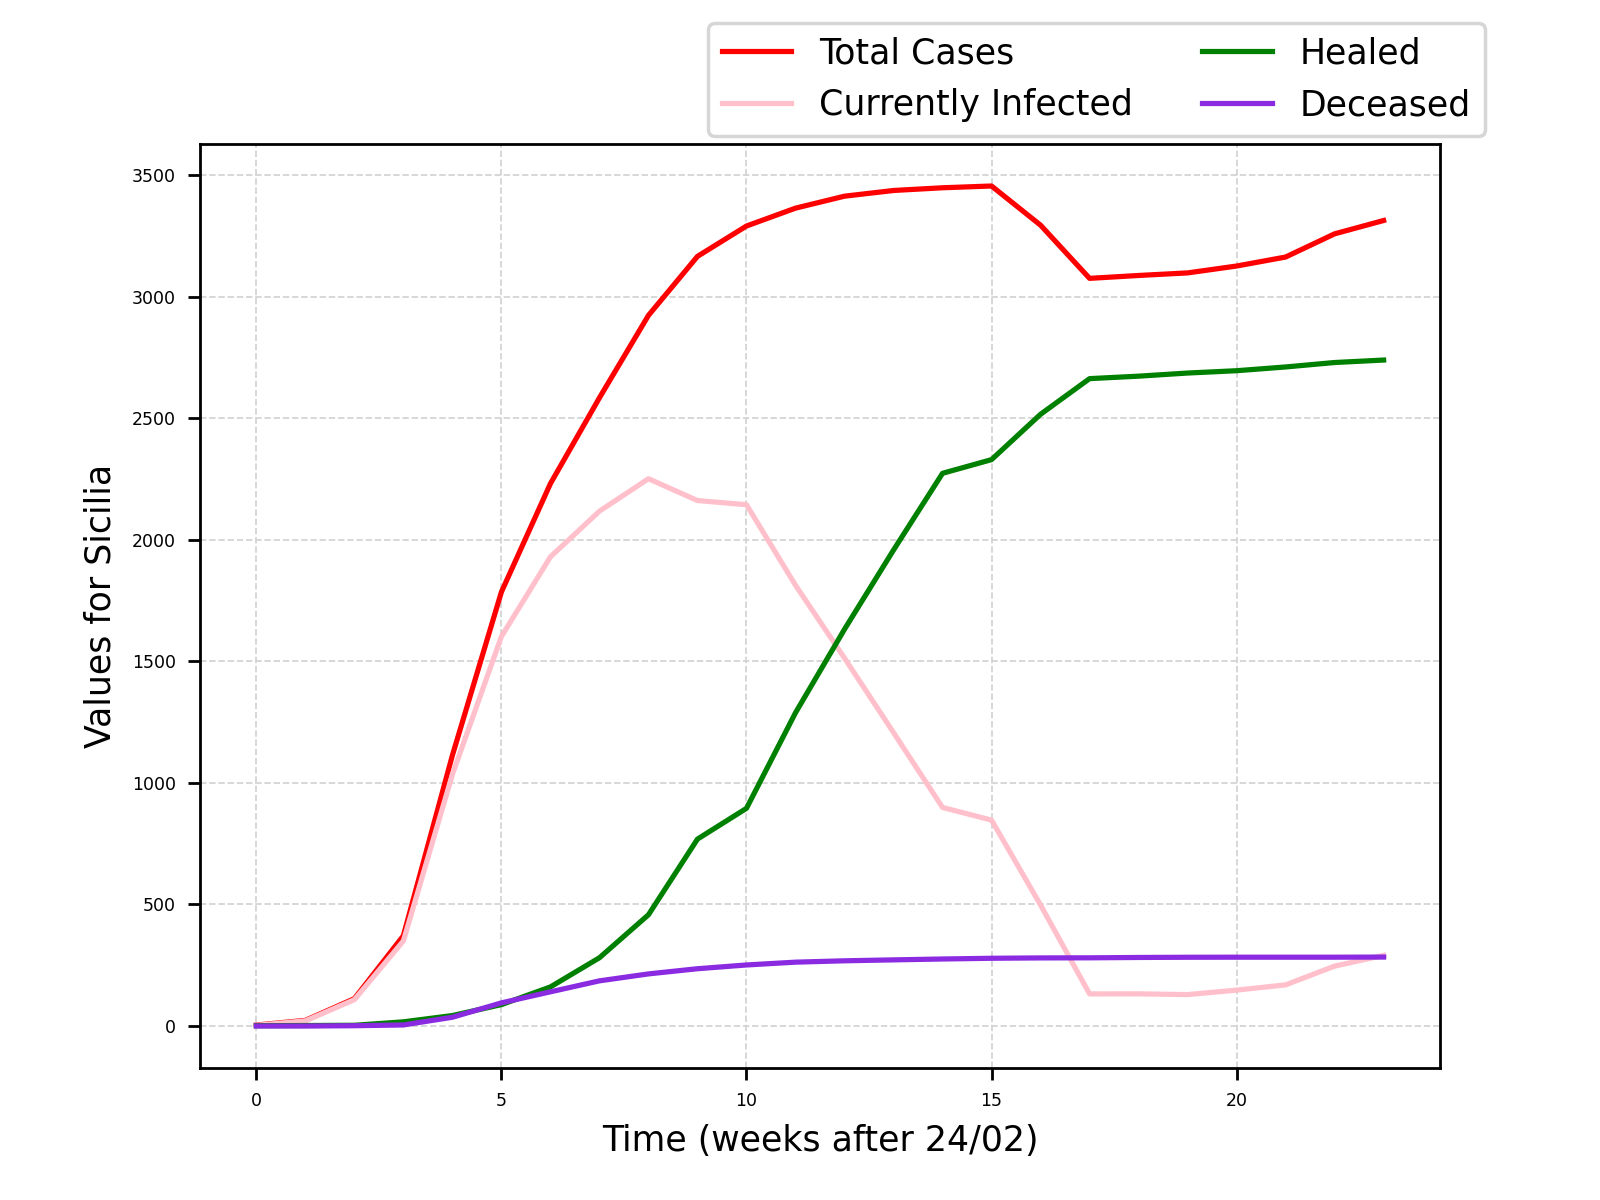 Total Cases
Currently Infected
Healed
Deceased
3500
3000
2500
2000
1500
1000
500
0
Values for Sicilia
0 5 10 15 20
Time (weeks after 24/02)